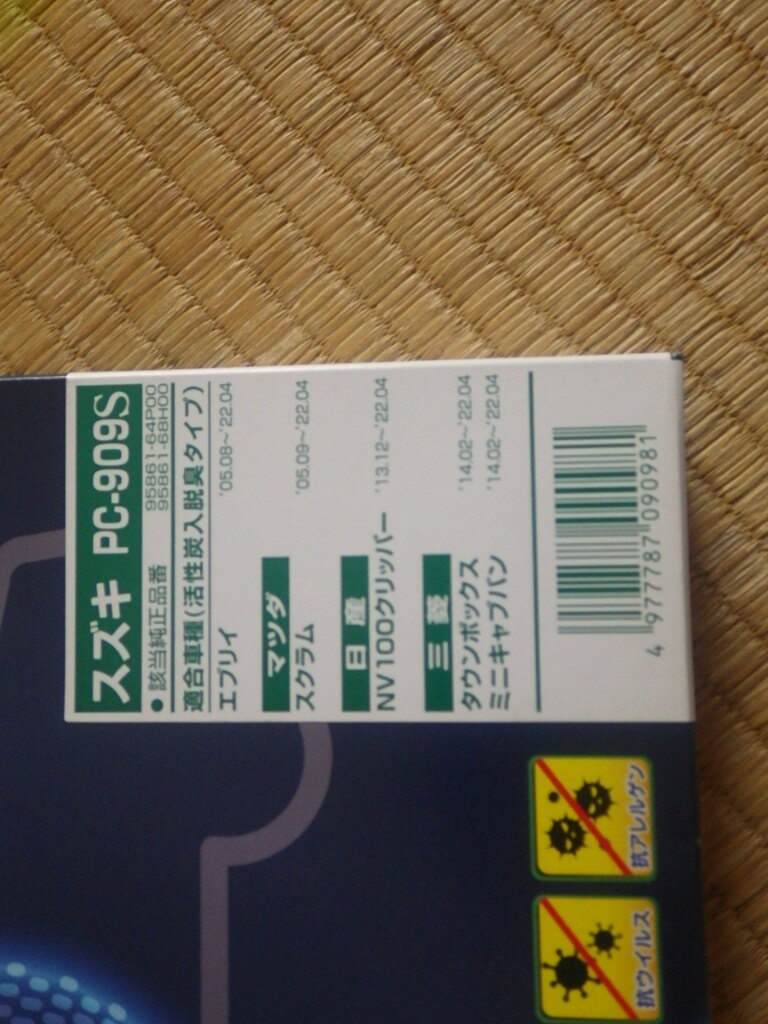 スズキ PC-909S
●該当純正品番 95861-64P00
95861-68H00
適合車種(活性炭入脱臭タイプ)
エブリイ '05.08~'22.04
マツダ
スクラム '05.09~'22.04
日産
NV100クリッパー '13.12~'22.04
三菱
タウンボックス '14.02~'22.04
ミニキャブバン '14.02~'22.04
4 977787 090981
抗アレルゲン
抗ウイルス